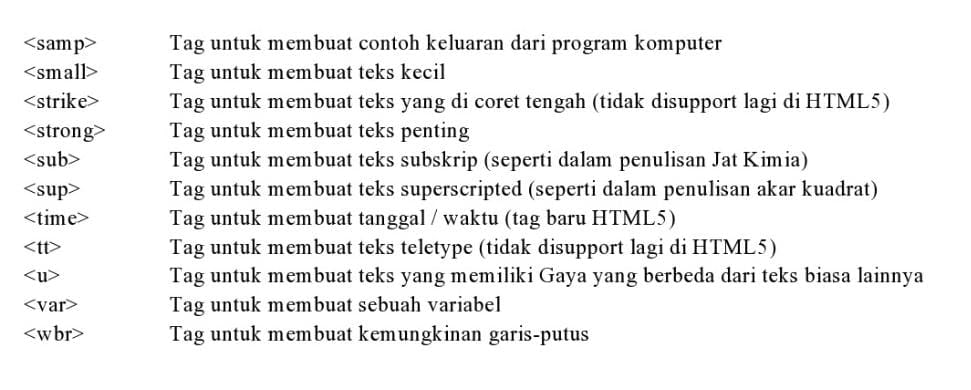 <samp> Tag untuk membuat contoh keluaran dari program komputer
<small> Tag untuk membuat teks kecil
<strike> Tag untuk membuat teks yang di coret tengah (tidak disupport lagi di HTML5)
<strong> Tag untuk membuat teks penting
<sub> Tag untuk membuat teks subskrip (seperti dalam penulisan Jat Kimia)
<sup> Tag untuk membuat teks superscripted (seperti dalam penulisan akar kuadrat)
<time> Tag untuk membuat tanggal / waktu (tag baru HTML5)
<tt> Tag untuk membuat teks teletype (tidak disupport lagi di HTML5)
<u> Tag untuk membuat teks yang memiliki Gaya yang berbeda dari teks biasa lainnya
<var> Tag untuk membuat sebuah variabel
<wbr> Tag untuk membuat kemungkinan garis-putus